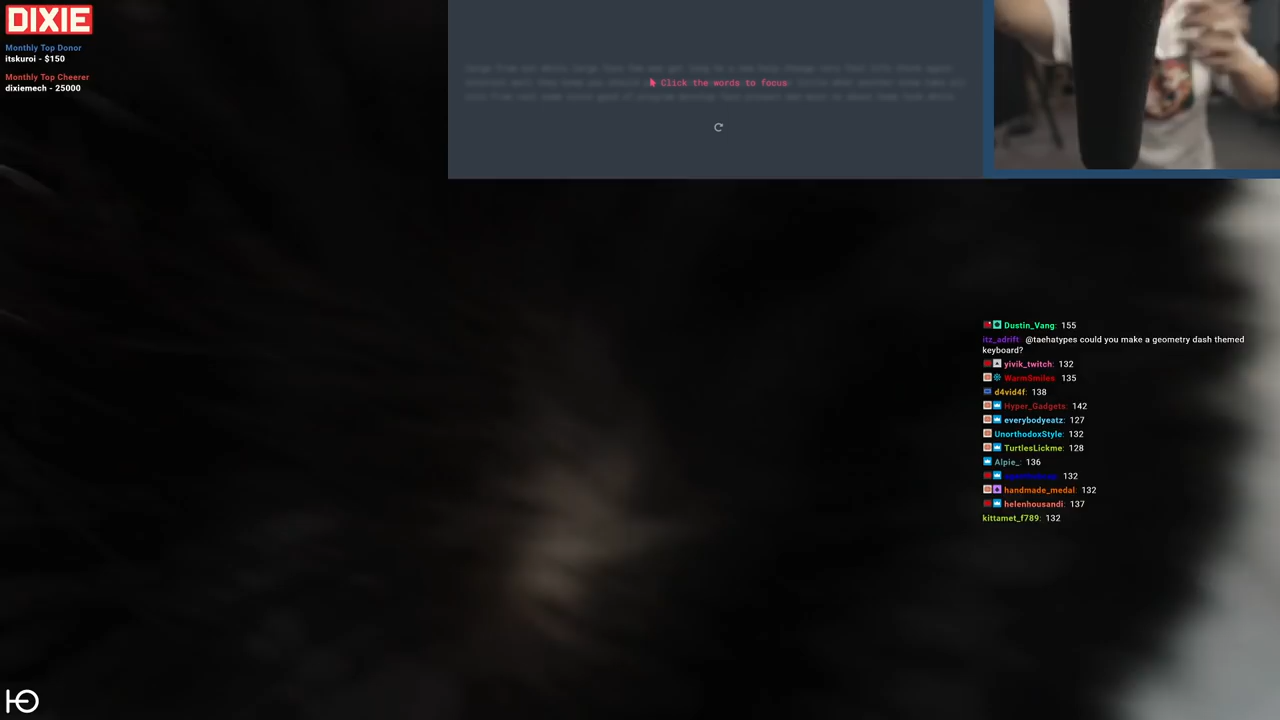 DIXIE
Monthly Top Donor
itskuroi - $150
Monthly Top Cheerer
dixiemech - 25000
Click the words to focus
Dustin_Vang: 155
itz_adrift: @taehatypes could you make a geometry dash themed
keyboard?
yivik_twitch: 132
WarmSmiles: 135
d4vid4f: 138
Hyper_Gadgets: 142
everybodyeatz: 127
UnorthodoxStyle: 132
TurtlesLickme: 128
Alpie_: 136
132
handmade_medal: 132
helenhousandi: 137
kittamet_f789: 132